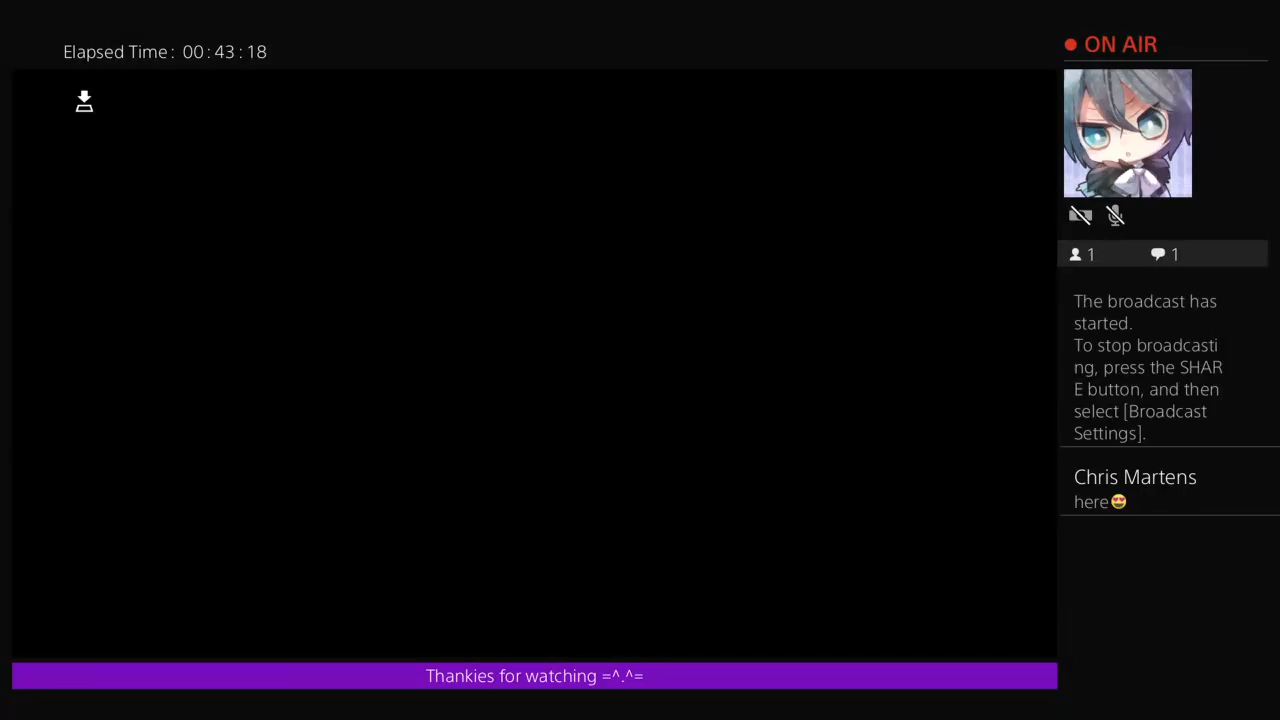 Elapsed Time: 00:43:18
ON AIR
1 1
The broadcast has
started.
To stop broadcasti
ng, press the SHAR
E button, and then
select [Broadcast
Settings].
Chris Martens
here😍
Thankies for watching =^.^=